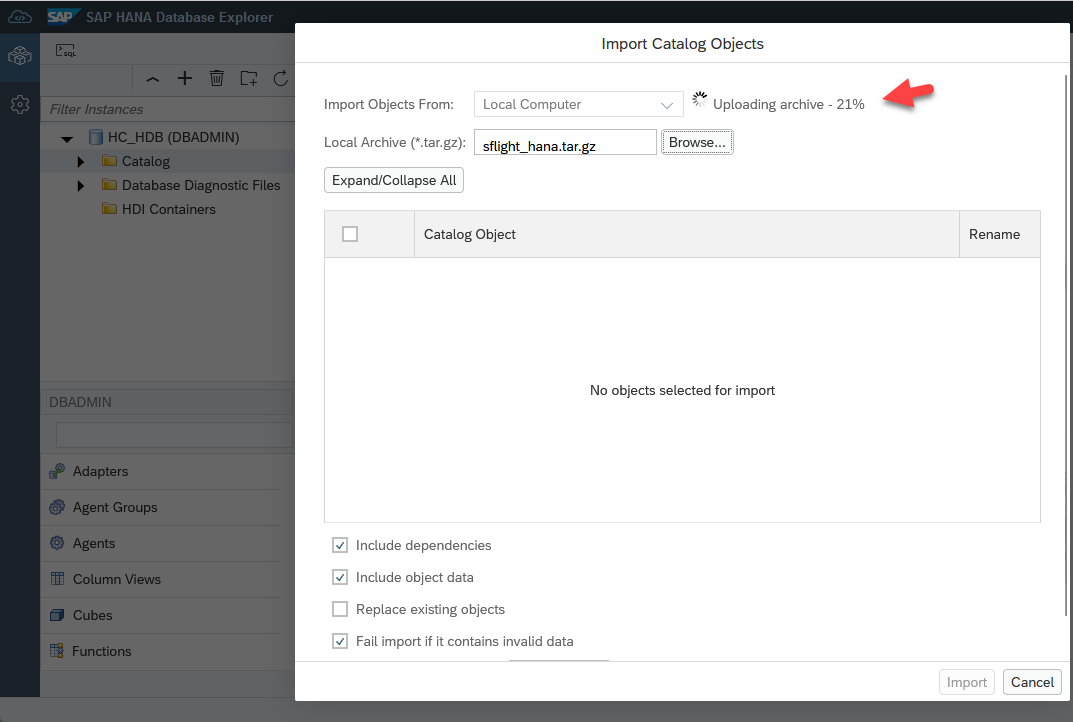 SAP SAP HANA Database Explorer
SQL
Filter Instances
HC_HDB (DBADMIN)
Catalog
Database Diagnostic Files
HDI Containers
DBADMIN
Adapters
Agent Groups
Agents
Column Views
Cubes
Functions
Import Catalog Objects
Import Objects From: Local Computer Uploading archive - 21%
Local Archive (*.tar.gz): sflight_hana.tar.gz Browse...
Expand/Collapse All
Catalog Object Rename
No objects selected for import
Include dependencies
Include object data
Replace existing objects
Fail import if it contains invalid data
Import Cancel